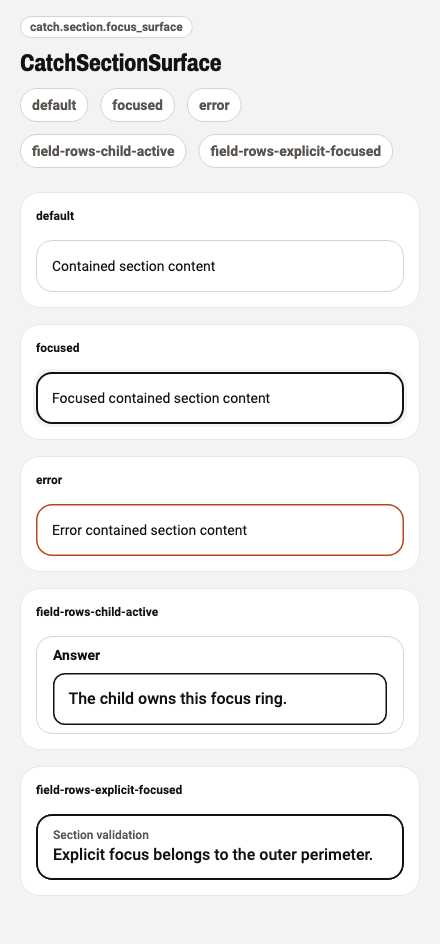 catch.section.focus_surface
CatchSectionSurface
default focused error
field-rows-child-active field-rows-explicit-focused
default
Contained section content
focused
Focused contained section content
error
Error contained section content
field-rows-child-active
Answer
The child owns this focus ring.
field-rows-explicit-focused
Section validation
Explicit focus belongs to the outer perimeter.